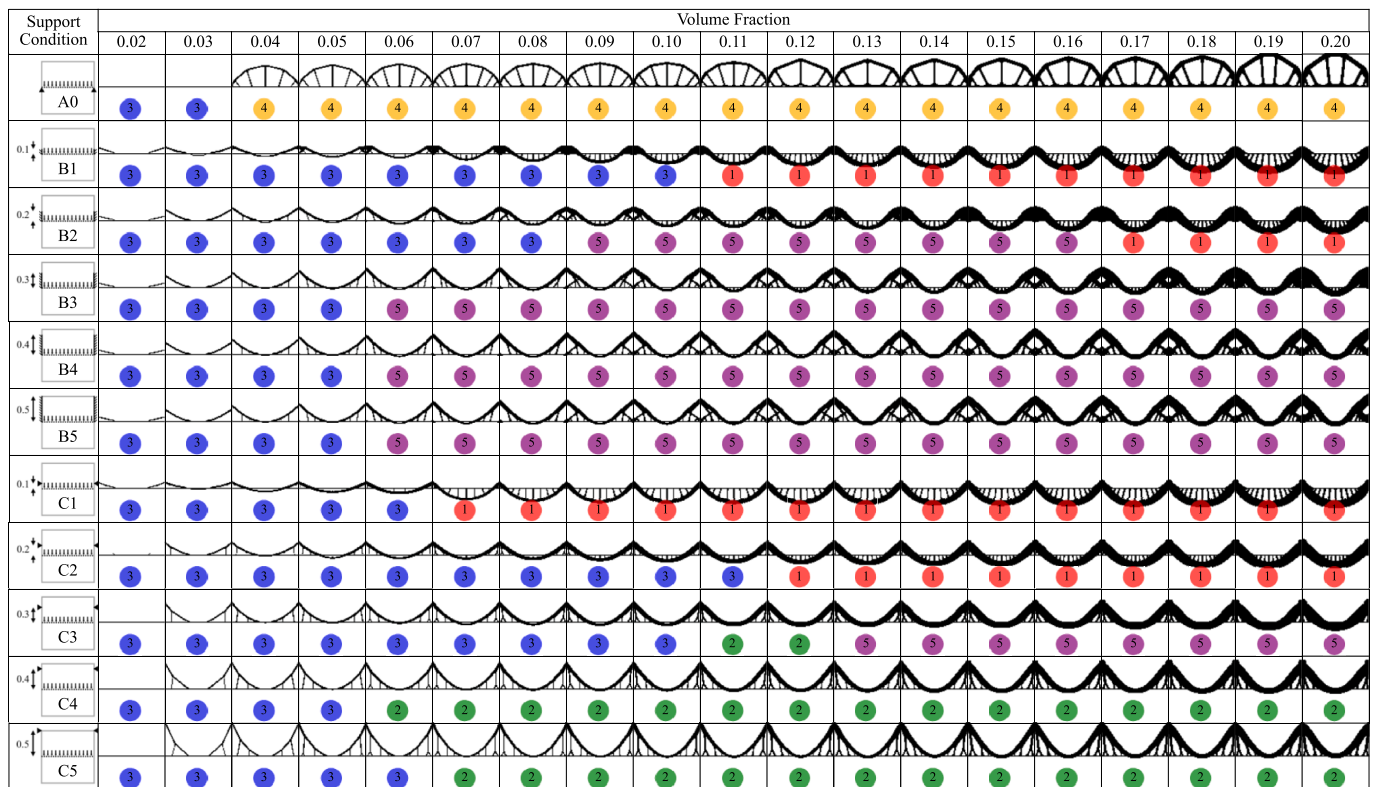 Support Condition Volume Fraction
0.02 0.03 0.04 0.05 0.06 0.07 0.08 0.09 0.10 0.11 0.12 0.13 0.14 0.15 0.16 0.17 0.18 0.19 0.20
A0 3 3 4 4 4 4 4 4 4 4 4 4 4 4 4 4 4 4 4
0.1 B1 3 3 3 3 3 3 3 3 3 1 1 1 1 1 1 1 1 1 1
0.2 B2 3 3 3 3 3 3 3 5 5 5 5 5 5 5 5 1 1 1 1
0.3 B3 3 3 3 3 5 5 5 5 5 5 5 5 5 5 5 5 5 5 5
0.4 B4 3 3 3 3 5 5 5 5 5 5 5 5 5 5 5 5 5 5 5
0.5 B5 3 3 3 3 5 5 5 5 5 5 5 5 5 5 5 5 5 5 5
0.1 C1 3 3 3 3 3 1 1 1 1 1 1 1 1 1 1 1 1 1 1
0.2 C2 3 3 3 3 3 3 3 3 3 3 1 1 1 1 1 1 1 1 1
0.3 C3 3 3 3 3 3 3 3 3 3 2 2 5 5 5 5 5 5 5 5
0.4 C4 3 3 3 3 2 2 2 2 2 2 2 2 2 2 2 2 2 2 2
0.5 C5 3 3 3 3 3 2 2 2 2 2 2 2 2 2 2 2 2 2 2